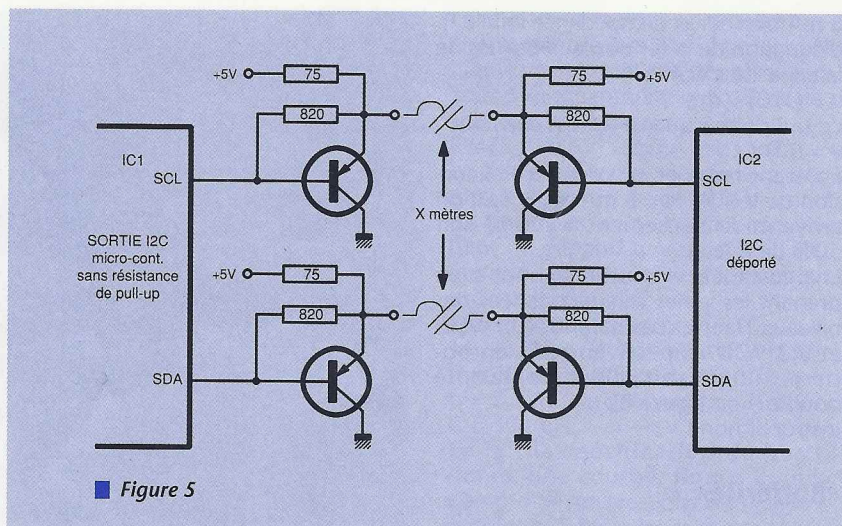 +5V
75
75
+5V
820
820
IC1
SCL
IC2
SCL
SORTIE I2C
micro-cont.
sans résistance
de pull-up
X mètres
I2C
déporté
+5V
75
75
+5V
820
820
SDA
SDA
Figure 5